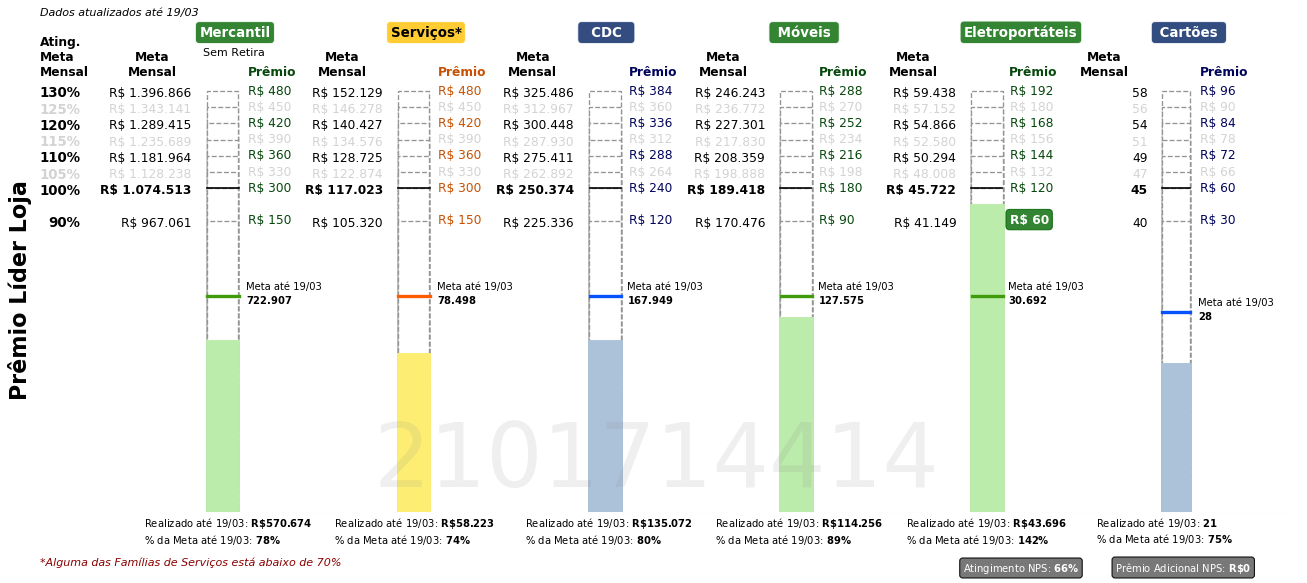 Dados atualizados até 19/03
Mercantil Serviços* CDC Móveis Eletroportáteis Cartões
Sem Retira
Ating. Meta Mensal
Meta Mensal Prêmio Meta Mensal Prêmio Meta Mensal Prêmio Meta Mensal Prêmio Meta Mensal Prêmio Meta Mensal Prêmio
130% R$ 1.396.866 R$ 480 R$ 152.129 R$ 480 R$ 325.486 R$ 384 R$ 246.243 R$ 288 R$ 59.438 R$ 192 58 R$ 96
125% R$ 1.343.141 R$ 450 R$ 146.278 R$ 450 R$ 312.967 R$ 360 R$ 236.772 R$ 270 R$ 57.152 R$ 180 56 R$ 90
120% R$ 1.289.415 R$ 420 R$ 140.427 R$ 420 R$ 300.448 R$ 336 R$ 227.301 R$ 252 R$ 54.866 R$ 168 54 R$ 84
115% R$ 1.235.689 R$ 390 R$ 134.576 R$ 390 R$ 287.930 R$ 312 R$ 217.830 R$ 234 R$ 52.580 R$ 156 51 R$ 78
110% R$ 1.181.964 R$ 360 R$ 128.725 R$ 360 R$ 275.411 R$ 288 R$ 208.359 R$ 216 R$ 50.294 R$ 144 49 R$ 72
105% R$ 1.128.238 R$ 330 R$ 122.874 R$ 330 R$ 262.892 R$ 264 R$ 198.888 R$ 198 R$ 48.008 R$ 132 47 R$ 66
100% R$ 1.074.513 R$ 300 R$ 117.023 R$ 300 R$ 250.374 R$ 240 R$ 189.418 R$ 180 R$ 45.722 R$ 120 45 R$ 60
90% R$ 967.061 R$ 150 R$ 105.320 R$ 150 R$ 225.336 R$ 120 R$ 170.476 R$ 90 R$ 41.149 R$ 60 40 R$ 30
Prêmio Líder Loja
Meta até 19/03 Meta até 19/03 Meta até 19/03 Meta até 19/03 Meta até 19/03 Meta até 19/03
722.907 78.498 167.949 127.575 30.692 28
2101714414
Realizado até 19/03: R$570.674 Realizado até 19/03: R$58.223 Realizado até 19/03: R$135.072 Realizado até 19/03: R$114.256 Realizado até 19/03: R$43.696 Realizado até 19/03: 21
% da Meta até 19/03: 78% % da Meta até 19/03: 74% % da Meta até 19/03: 80% % da Meta até 19/03: 89% % da Meta até 19/03: 142% % da Meta até 19/03: 75%
*Alguma das Famílias de Serviços está abaixo de 70%
Atingimento NPS: 66% Prêmio Adicional NPS: R$0